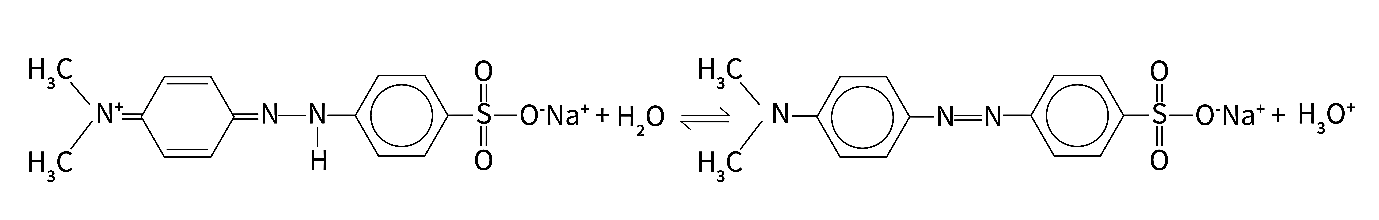 H₃C H₃C N⁺ N N H O S O O⁻Na⁺ + H₂O ⇌ H₃C H₃C N N N O S O O⁻Na⁺ + H₃O⁺